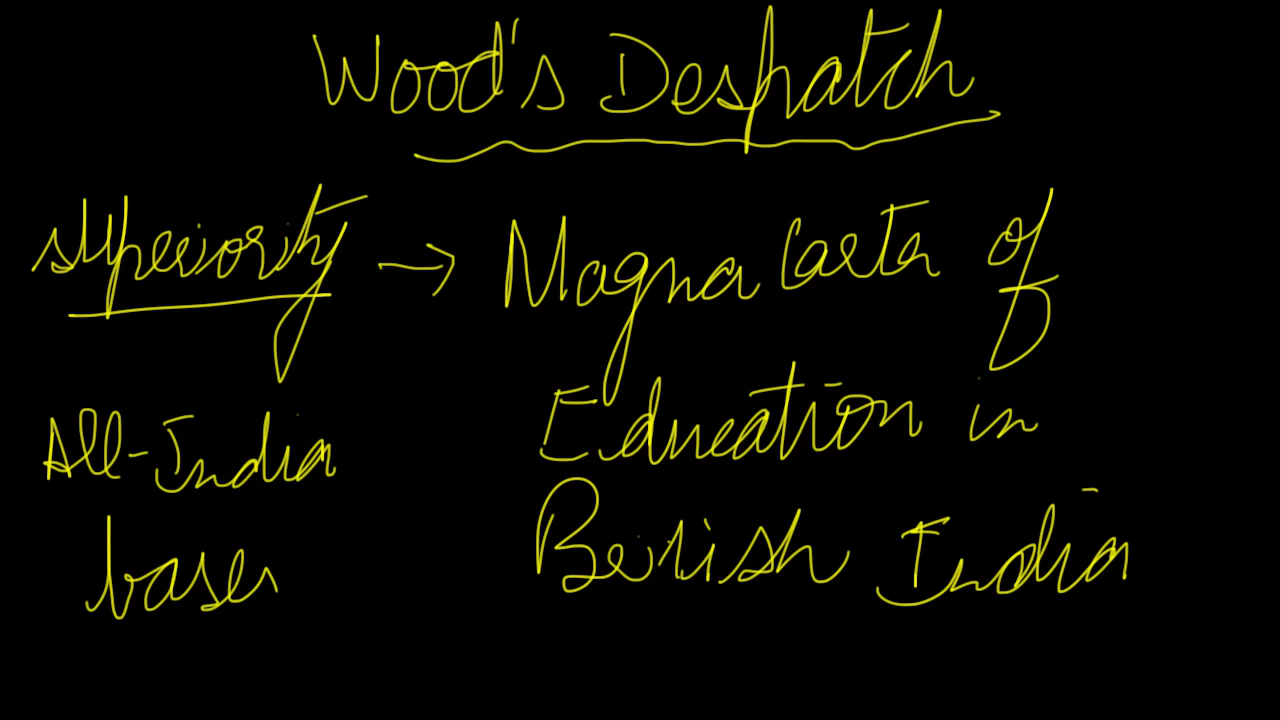 Wood's Despatch
Superiority → Magna Carta of
Education in
British India
All-India
bases